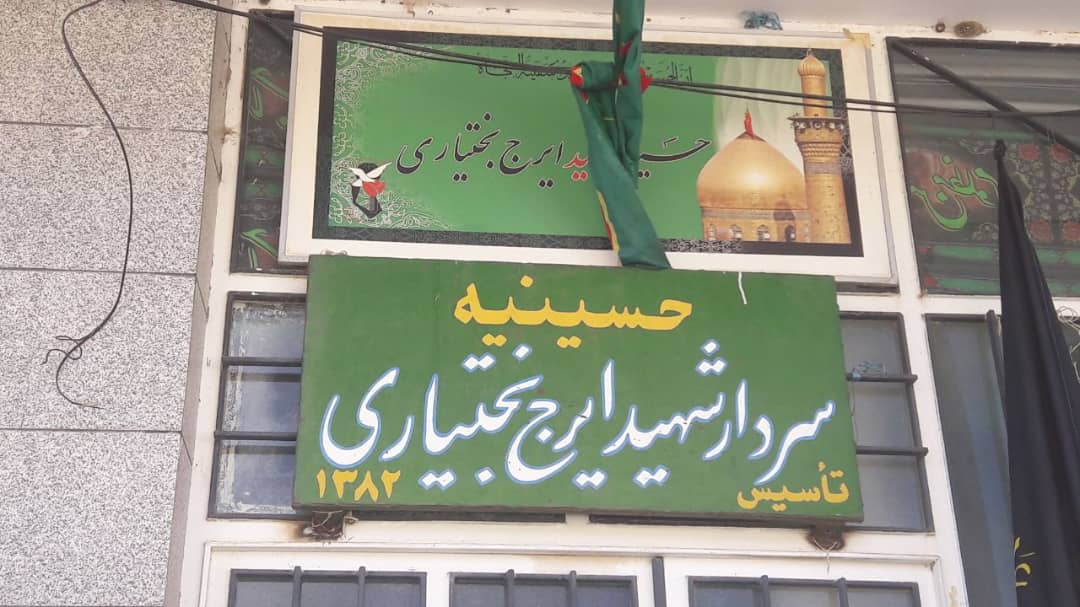 ایرج بختیاری
حسینیه
سردار شهید ایرج بختیاری
تأسیس ۱۳۸۲